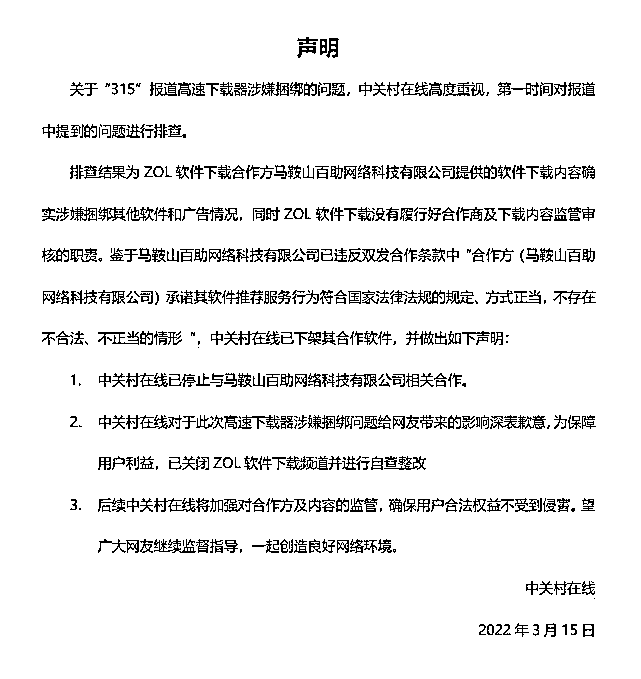 声明
关于“315“ 报道高速下载器涉嫌捆绑的问题，中关村在线高度重视，第一时间对报道
中提到的问题进行排查。
排查结果为 ZOL 软件下载合作方马鞍山百助网络科技有限公司提供的软件下载内容确
实涉嫌捆绑其他软件和广告情况，同时 ZOL 软件下载没有履行好合作商及下载内容监管审
核的职责。鉴于马鞍山百助网络科技有限公司已违反双发合作条款中“合作方（马鞍山百助
网络科技有限公司）承诺其软件推荐服务行为符合国家法律法规的规定、方式正当，不存在
不合法、不正当的情形 “，中关村在线已下架其合作软件，并做出如下声明：
1. 中关村在线已停止与马鞍山百助网络科技有限公司相关合作。
2. 中关村在线对于此次高速下载器涉嫌捆绑问题给网友带来的影响深表歉意，为保障
用户利益，已关闭 ZOL 软件下载频道并进行自查整改
3. 后续中关村在线将加强对合作方及内容的监管，确保用户合法权益不受到侵害。望
广大网友继续监督指导，一起创造良好网络环境。
中关村在线
2022 年 3 月 15 日